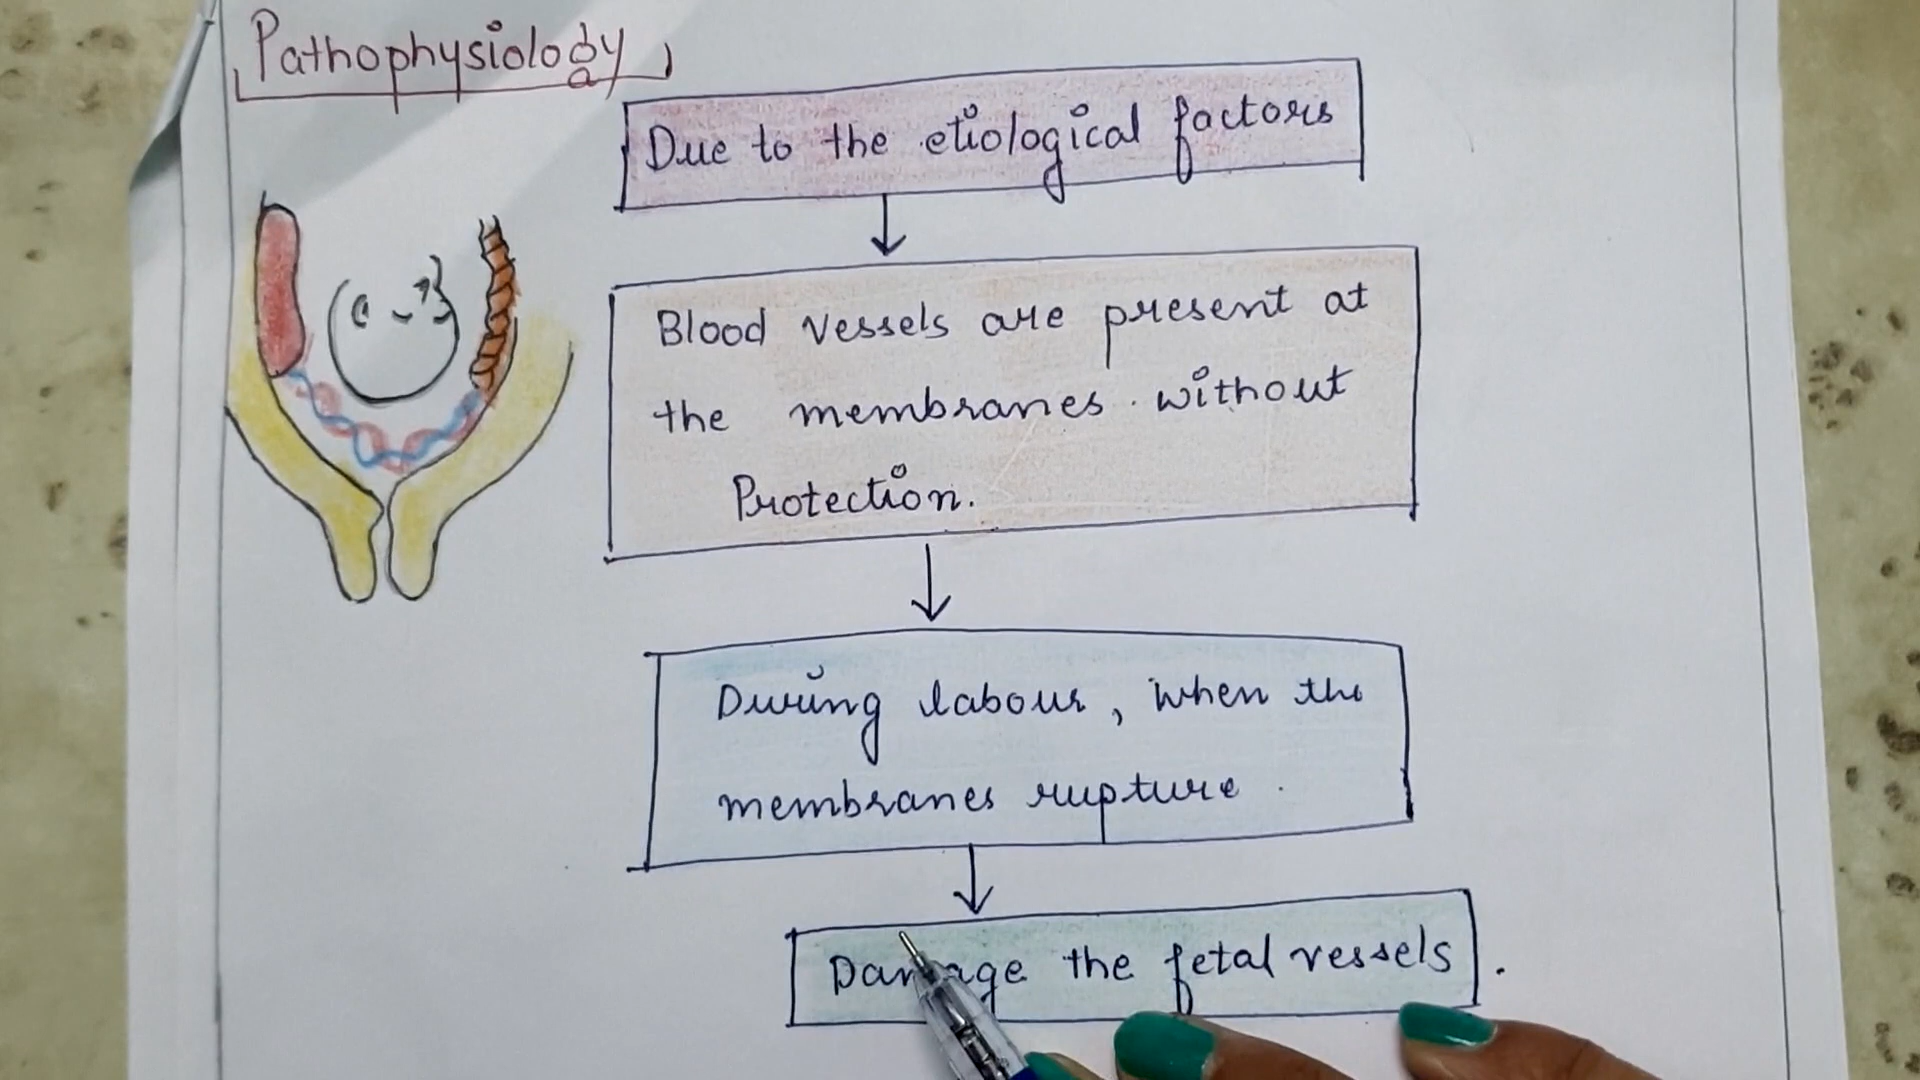 Pathophysiology
Due to the etiological factors
Blood vessels are present at
the membranes without
Protection.
During labour, when the
membranes rupture.
Damage the fetal vessels.